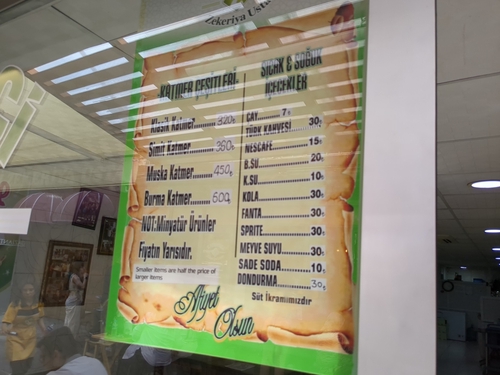 Zekeriya Usta
KATMER ÇEŞİTLERİ
Klasik Katmer.......... 320₺
Simit Katmer.......... 360₺
Muska Katmer.......... 450₺
Burma Katmer.......... 600₺
NOT:Minyatür Ürünler
Fiyatın Yarısıdır.
Smaller items are half the price of
larger items
SICAK & SOĞUK
İÇECEKLER
ÇAY.......... 7₺
TÜRK KAHVESİ 30₺
NESCAFE.......... 15₺
B.SU.......... 20₺
K.SU.......... 10₺
KOLA.......... 30₺
FANTA.......... 30₺
SPRITE.......... 30₺
MEYVE SUYU.......... 30₺
SADE SODA.......... 10₺
DONDURMA.......... 30₺
Süt İkramımızdır
Afiyet
Olsun